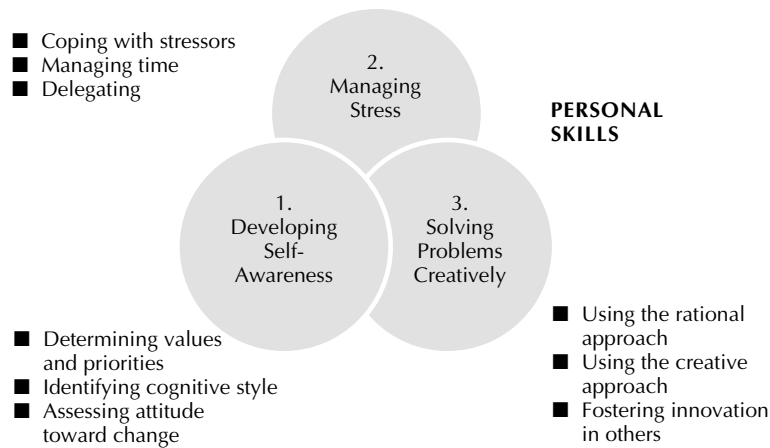 ■ Coping with stressors
■ Managing time
■ Delegating
2.
Managing
Stress
PERSONAL
SKILLS
1.
Developing
Self-
Awareness
3.
Solving
Problems
Creatively
■ Determining values
and priorities
■ Identifying cognitive style
■ Assessing attitude
toward change
■ Using the rational
approach
■ Using the creative
approach
■ Fostering innovation
in others